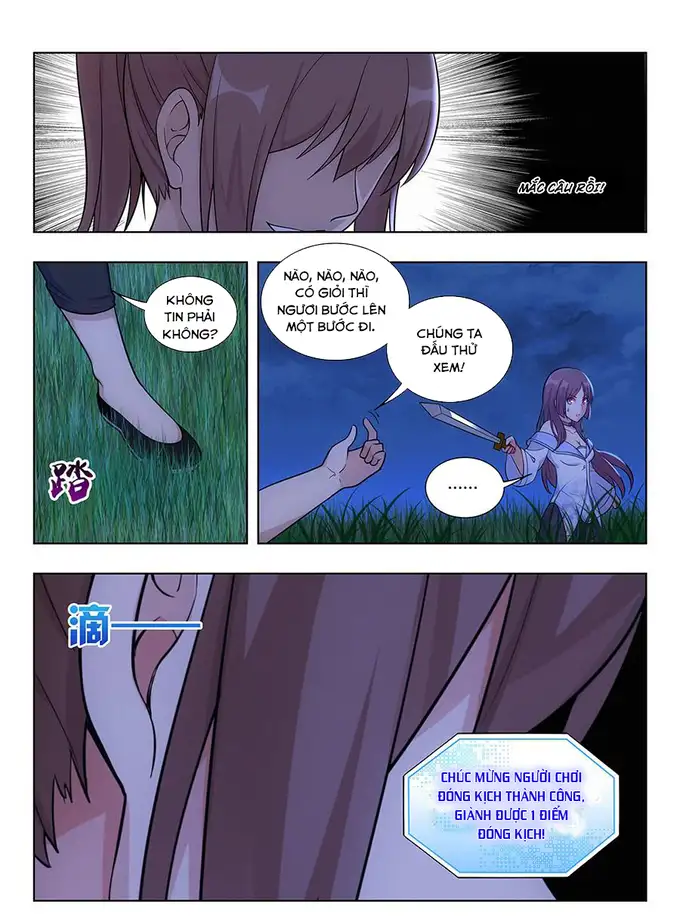 MẮC CÂU RỒI!
KHÔNG
TIN PHẢI
KHÔNG?
踏
NÀO, NÀO, NÀO,
CÓ GIỎI THÌ
NGƯƠI BƯỚC LÊN
MỘT BƯỚC ĐI.
CHÚNG TA
ĐẤU THỬ
XEM!
......
滴——
CHÚC MỪNG NGƯỜI CHƠI
ĐÓNG KỊCH THÀNH CÔNG,
GIÀNH ĐƯỢC 1 ĐIỂM
ĐÓNG KỊCH!